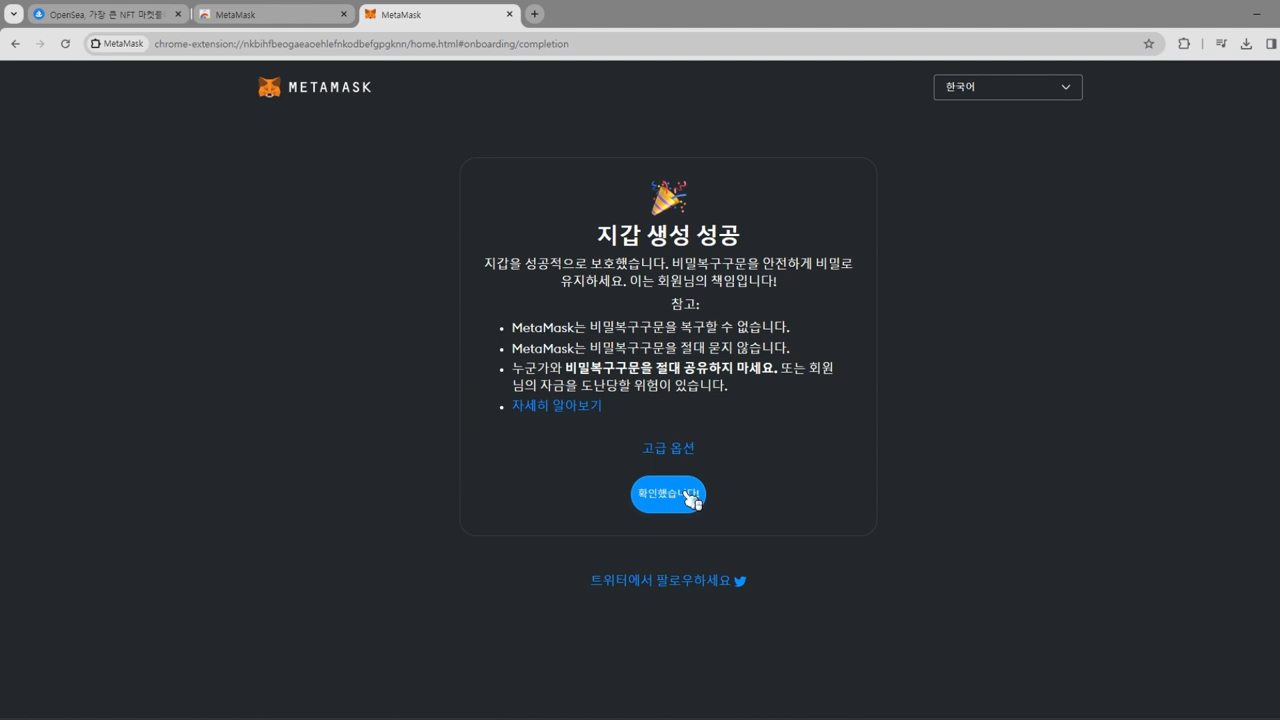 OpenSea, 가장 큰 NFT 마켓플
MetaMask
MetaMask
MetaMask
chrome-extension://nkbihfbeogaeaoehlefnkodbefgpgknn/home.html#onboarding/completion
METAMASK
한국어
지갑 생성 성공
지갑을 성공적으로 보호했습니다. 비밀복구구문을 안전하게 비밀로
유지하세요. 이는 회원님의 책임입니다!
참고:
• MetaMask는 비밀복구구문을 복구할 수 없습니다.
• MetaMask는 비밀복구구문을 절대 묻지 않습니다.
• 누군가와 비밀복구구문을 절대 공유하지 마세요. 또는 회원
님의 자금을 도난당할 위험이 있습니다.
• 자세히 알아보기
고급 옵션
확인했습니다!
트위터에서 팔로우하세요